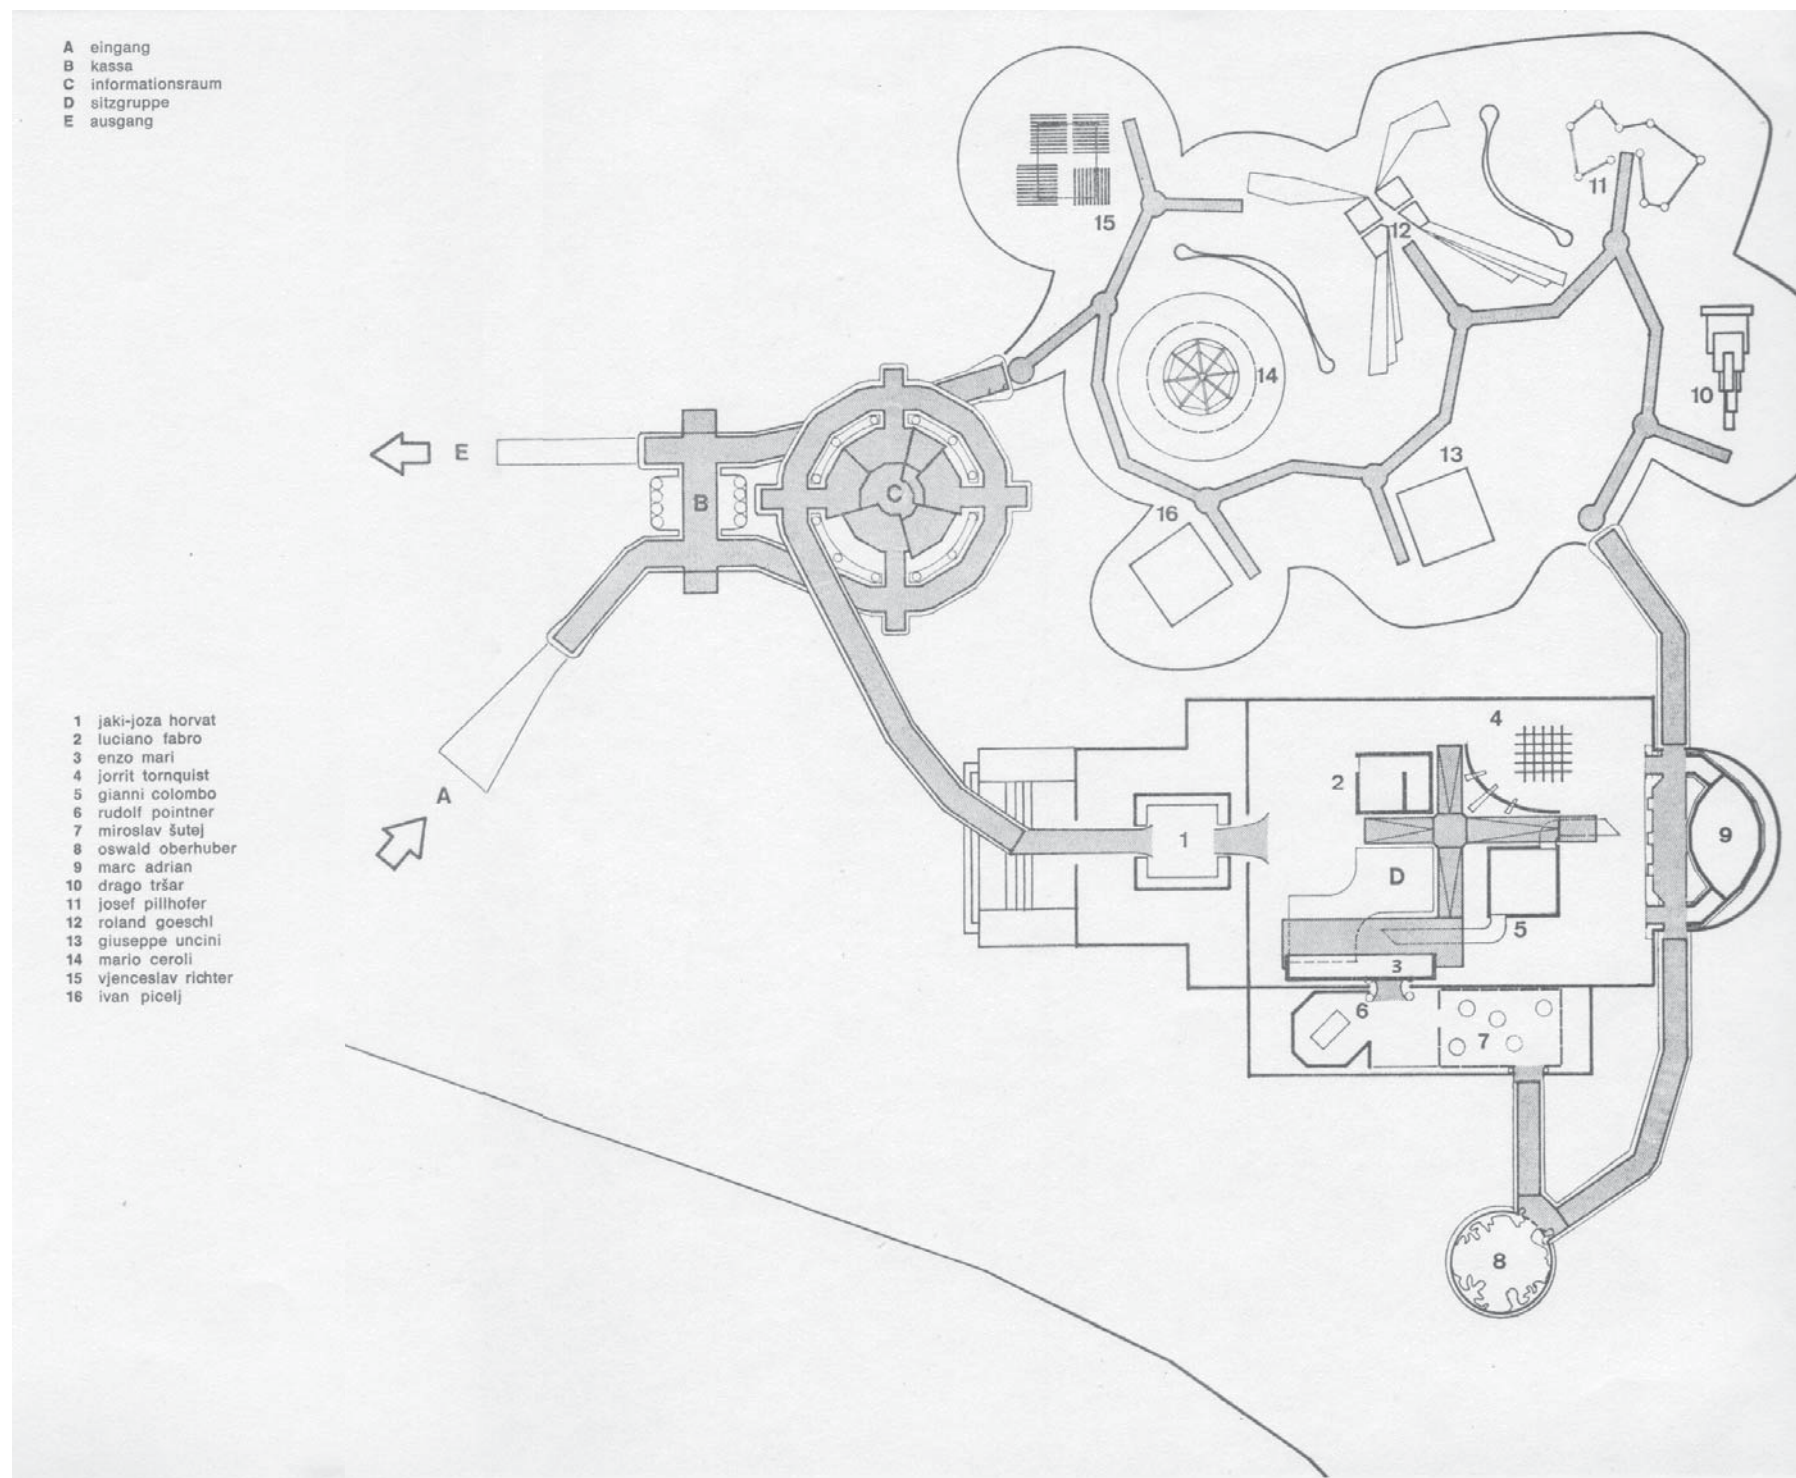 A eingang
B kassa
C informationsraum
D sitzgruppe
E ausgang
1 jaki-joza horvat
2 luciano fabro
3 enzo mari
4 jorrit tornquist
5 gianni colombo
6 rudolf pointner
7 miroslav šutej
8 oswald oberhuber
9 marc adrian
10 drago tršar
11 josef pillhofer
12 roland goeschl
13 giuseppe uncini
14 mario ceroli
15 vjenceslav richter
16 ivan picelj
15
11
12
14
10
E
13
C
B
16
4
2
A
1
9
D
5
3
6
7
8